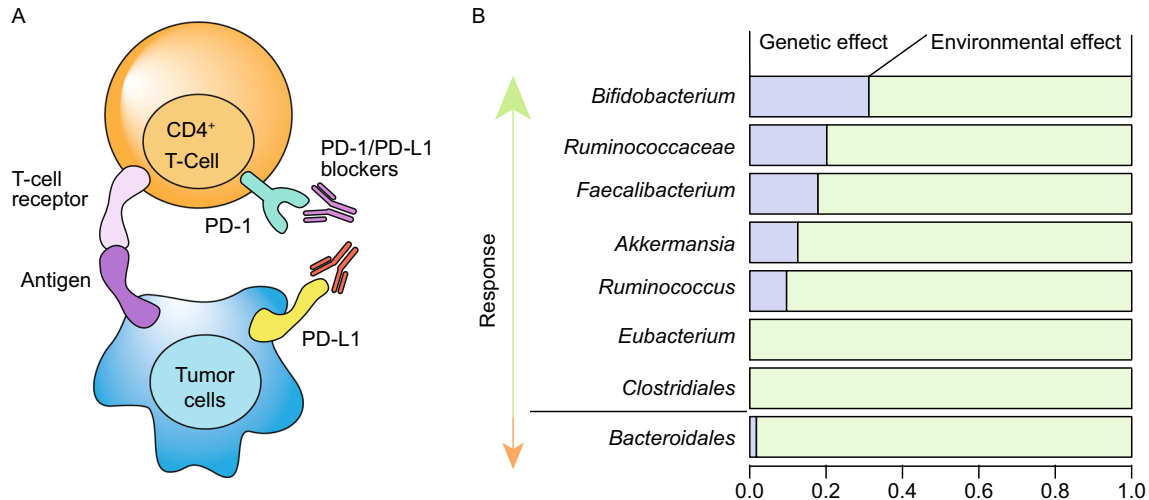 A
CD4⁺
T-Cell
PD-1/PD-L1
blockers
T-cell
receptor
PD-1
Antigen
PD-L1
Tumor
cells
B
Genetic effect
Environmental effect
Response
Bifidobacterium
Ruminococcaceae
Faecalibacterium
Akkermansia
Ruminococcus
Eubacterium
Clostridiales
Bacteroidales
0.0 0.2 0.4 0.6 0.8 1.0